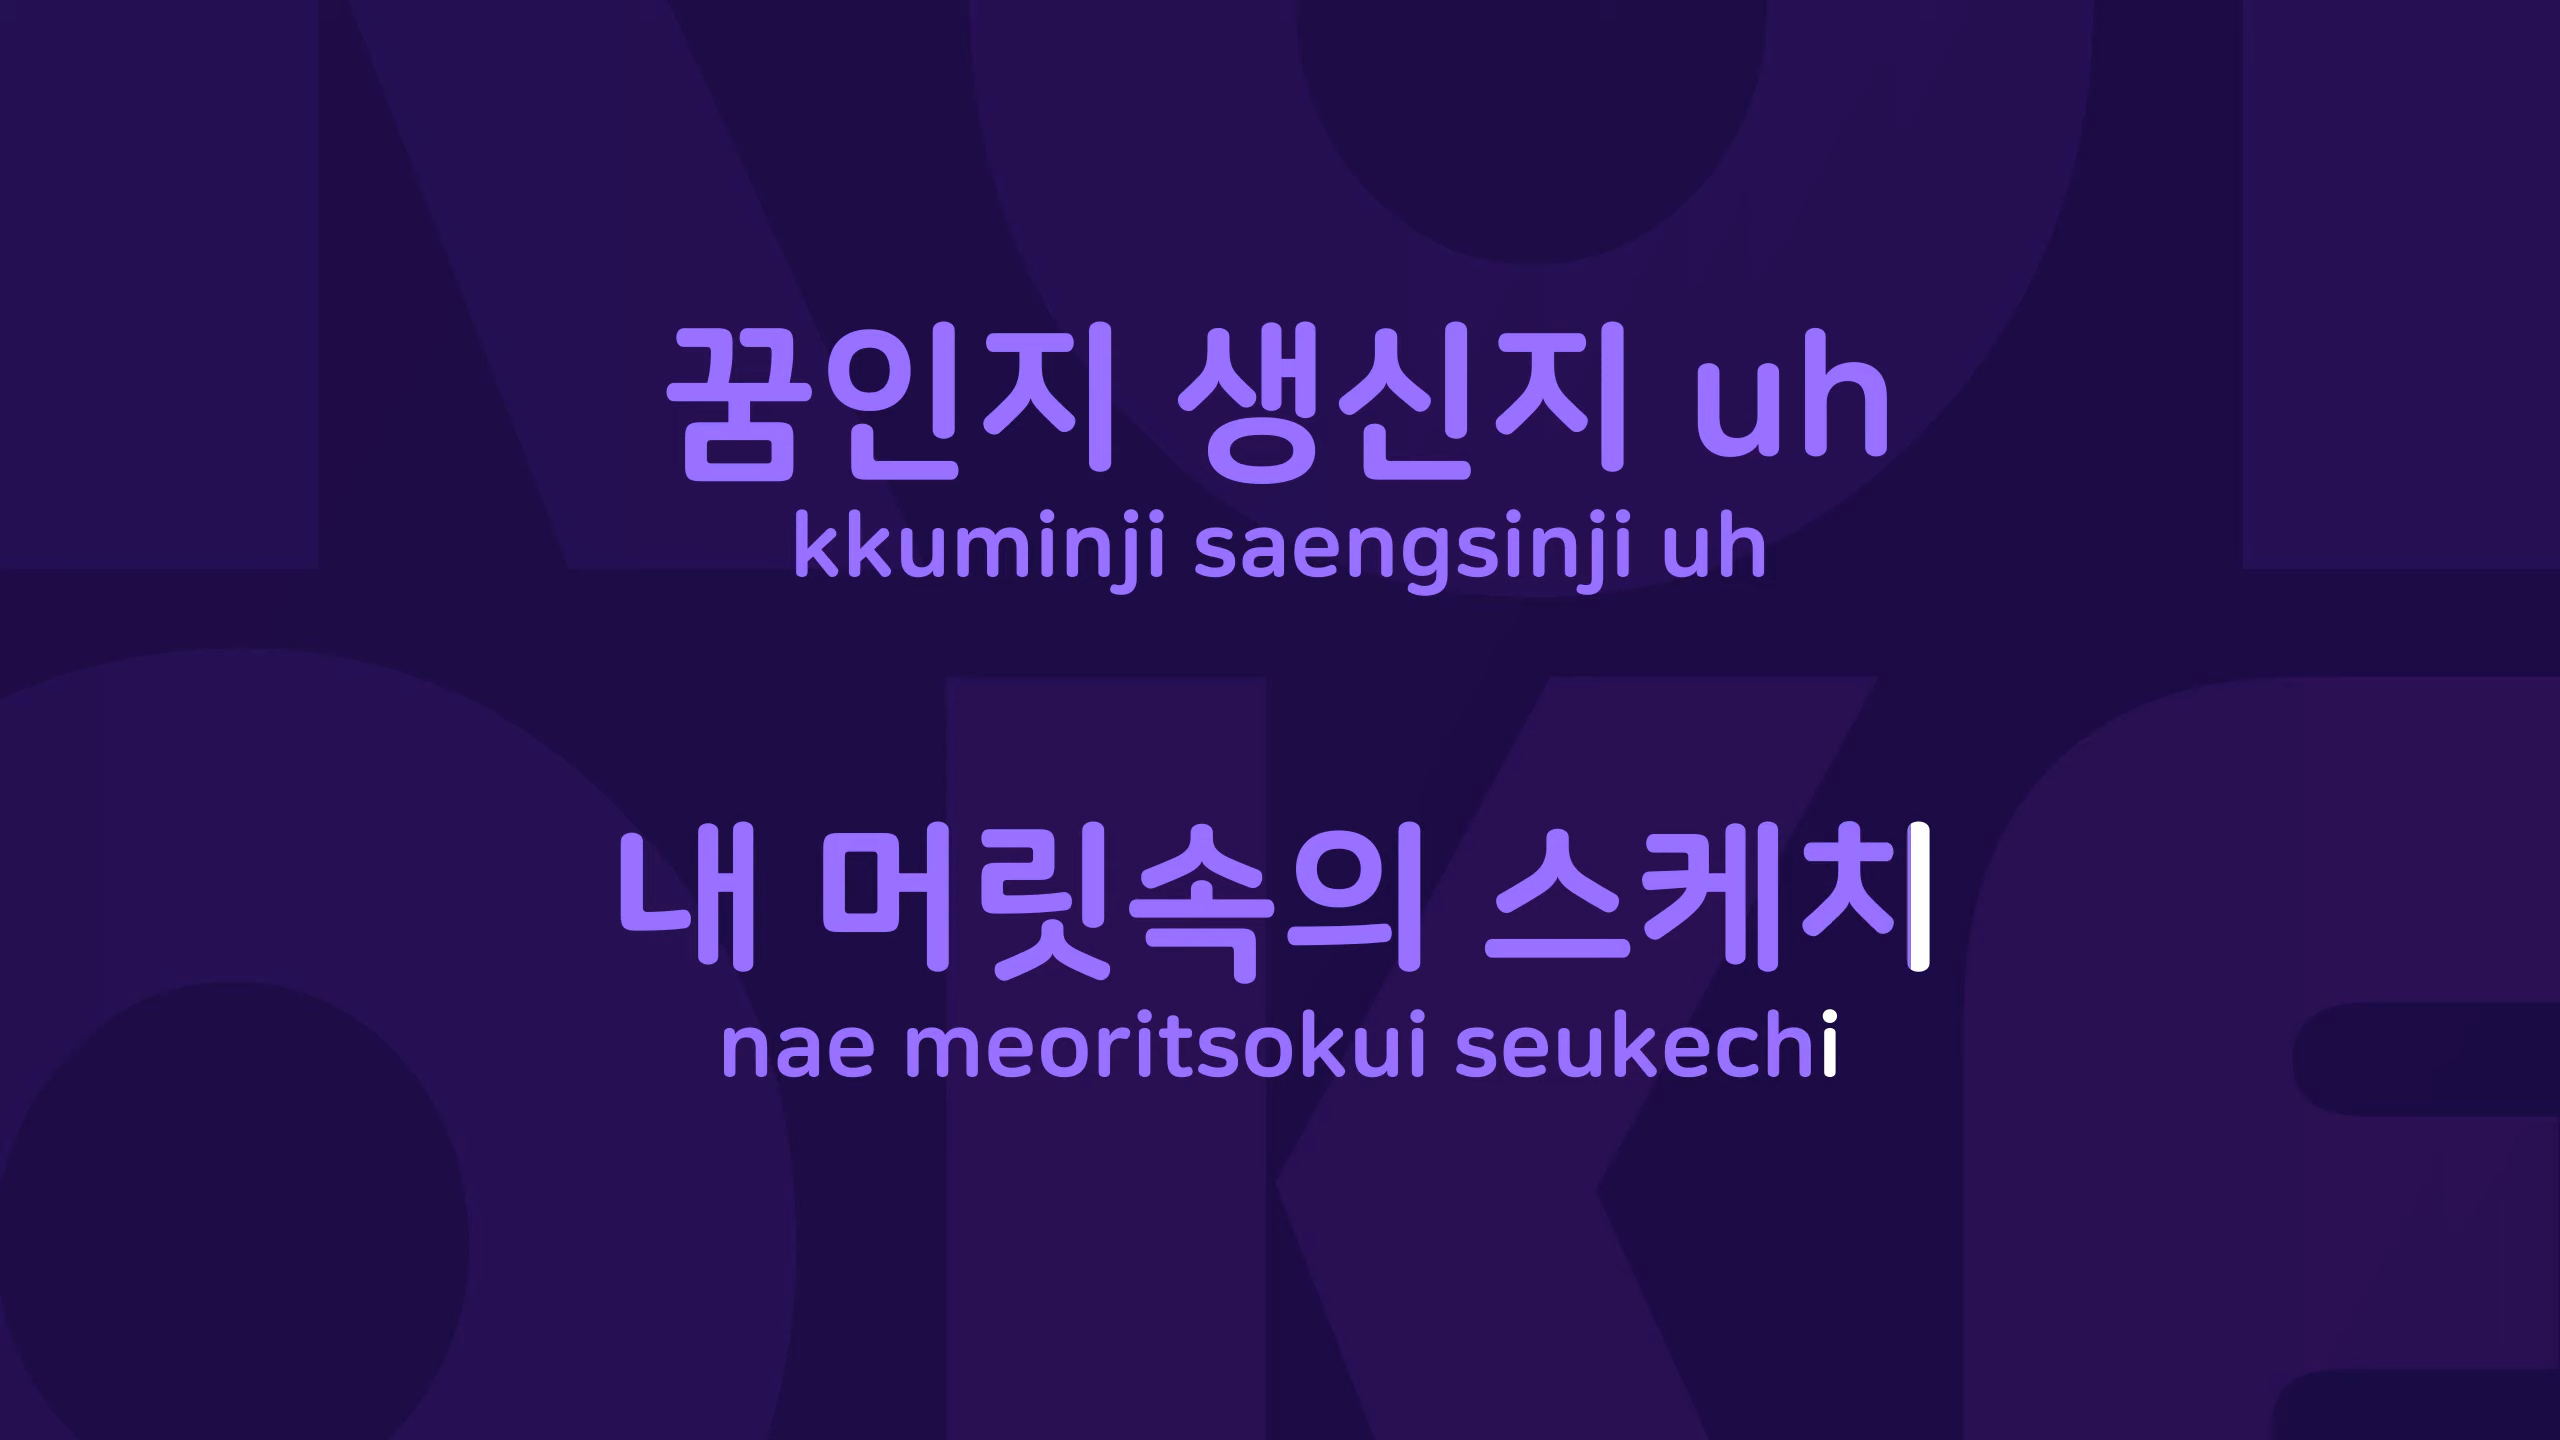 꿈인지 생신지 uh
kkuminji saengsinji uh
내 머릿속의 스케치
nae meoritsokui seukechi